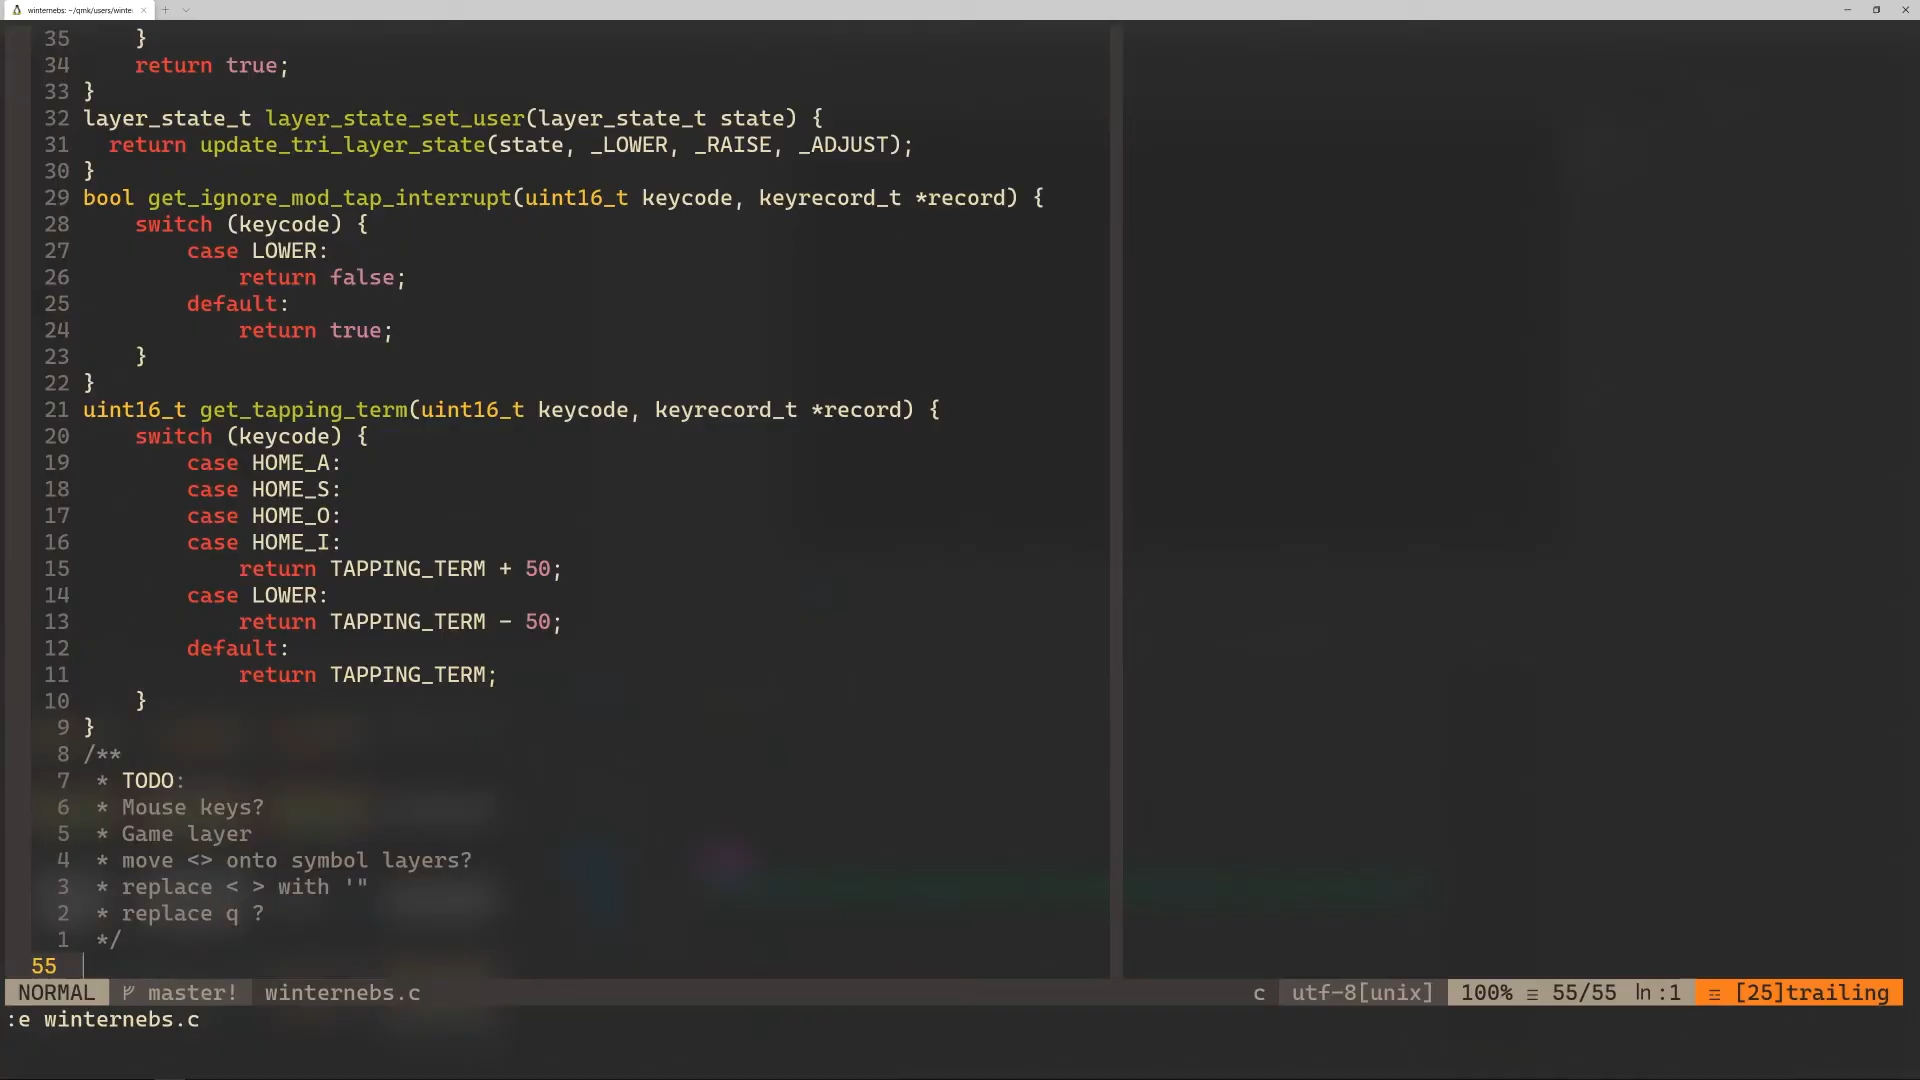 winternebs: ~/qmk/users/winte
35     }
34     return true;
33 }
32 layer_state_t layer_state_set_user(layer_state_t state) {
31   return update_tri_layer_state(state, _LOWER, _RAISE, _ADJUST);
30 }
29 bool get_ignore_mod_tap_interrupt(uint16_t keycode, keyrecord_t *record) {
28     switch (keycode) {
27         case LOWER:
26             return false;
25         default:
24             return true;
23     }
22 }
21 uint16_t get_tapping_term(uint16_t keycode, keyrecord_t *record) {
20     switch (keycode) {
19         case HOME_A:
18         case HOME_S:
17         case HOME_O:
16         case HOME_I:
15             return TAPPING_TERM + 50;
14         case LOWER:
13             return TAPPING_TERM - 50;
12         default:
11             return TAPPING_TERM;
10     }
9 }
8 /**
7  * TODO:
6  * Mouse keys?
5  * Game layer
4  * move <> onto symbol layers?
3  * replace < > with '"
2  * replace q ?
1  */
55
NORMAL master! winternebs.c c utf-8[unix] 100% ≡ 55/55 ln :1 ☲ [25]trailing
:e winternebs.c